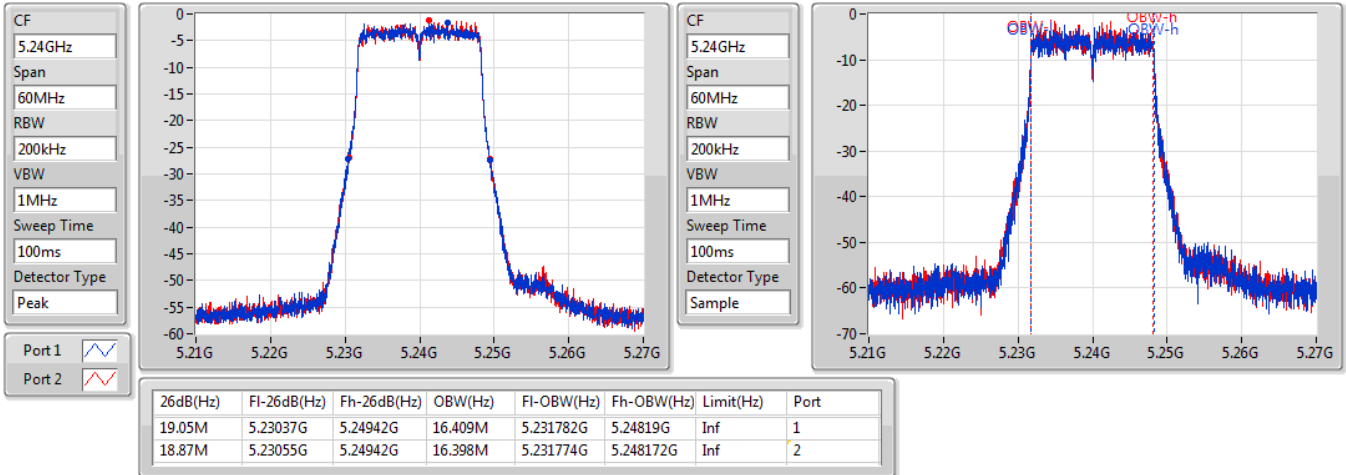 CF
5.24GHz
Span
60MHz
RBW
200kHz
VBW
1MHz
Sweep Time
100ms
Detector Type
Peak
0
-5
-10
-15
-20
-25
-30
-35
-40
-45
-50
-55
-60
5.21G 5.22G 5.23G 5.24G 5.25G 5.26G 5.27G
CF
5.24GHz
Span
60MHz
RBW
200kHz
VBW
1MHz
Sweep Time
100ms
Detector Type
Sample
OBW-h
OBW-h
0
-10
-20
-30
-40
-50
-60
-70
5.21G 5.22G 5.23G 5.24G 5.25G 5.26G 5.27G
Port 1
Port 2
26dB(Hz) Fl-26dB(Hz) Fh-26dB(Hz) OBW(Hz) Fl-OBW(Hz) Fh-OBW(Hz) Limit(Hz) Port
19.05M 5.23037G 5.24942G 16.409M 5.231782G 5.24819G Inf 1
18.87M 5.23055G 5.24942G 16.398M 5.231774G 5.248172G Inf 2